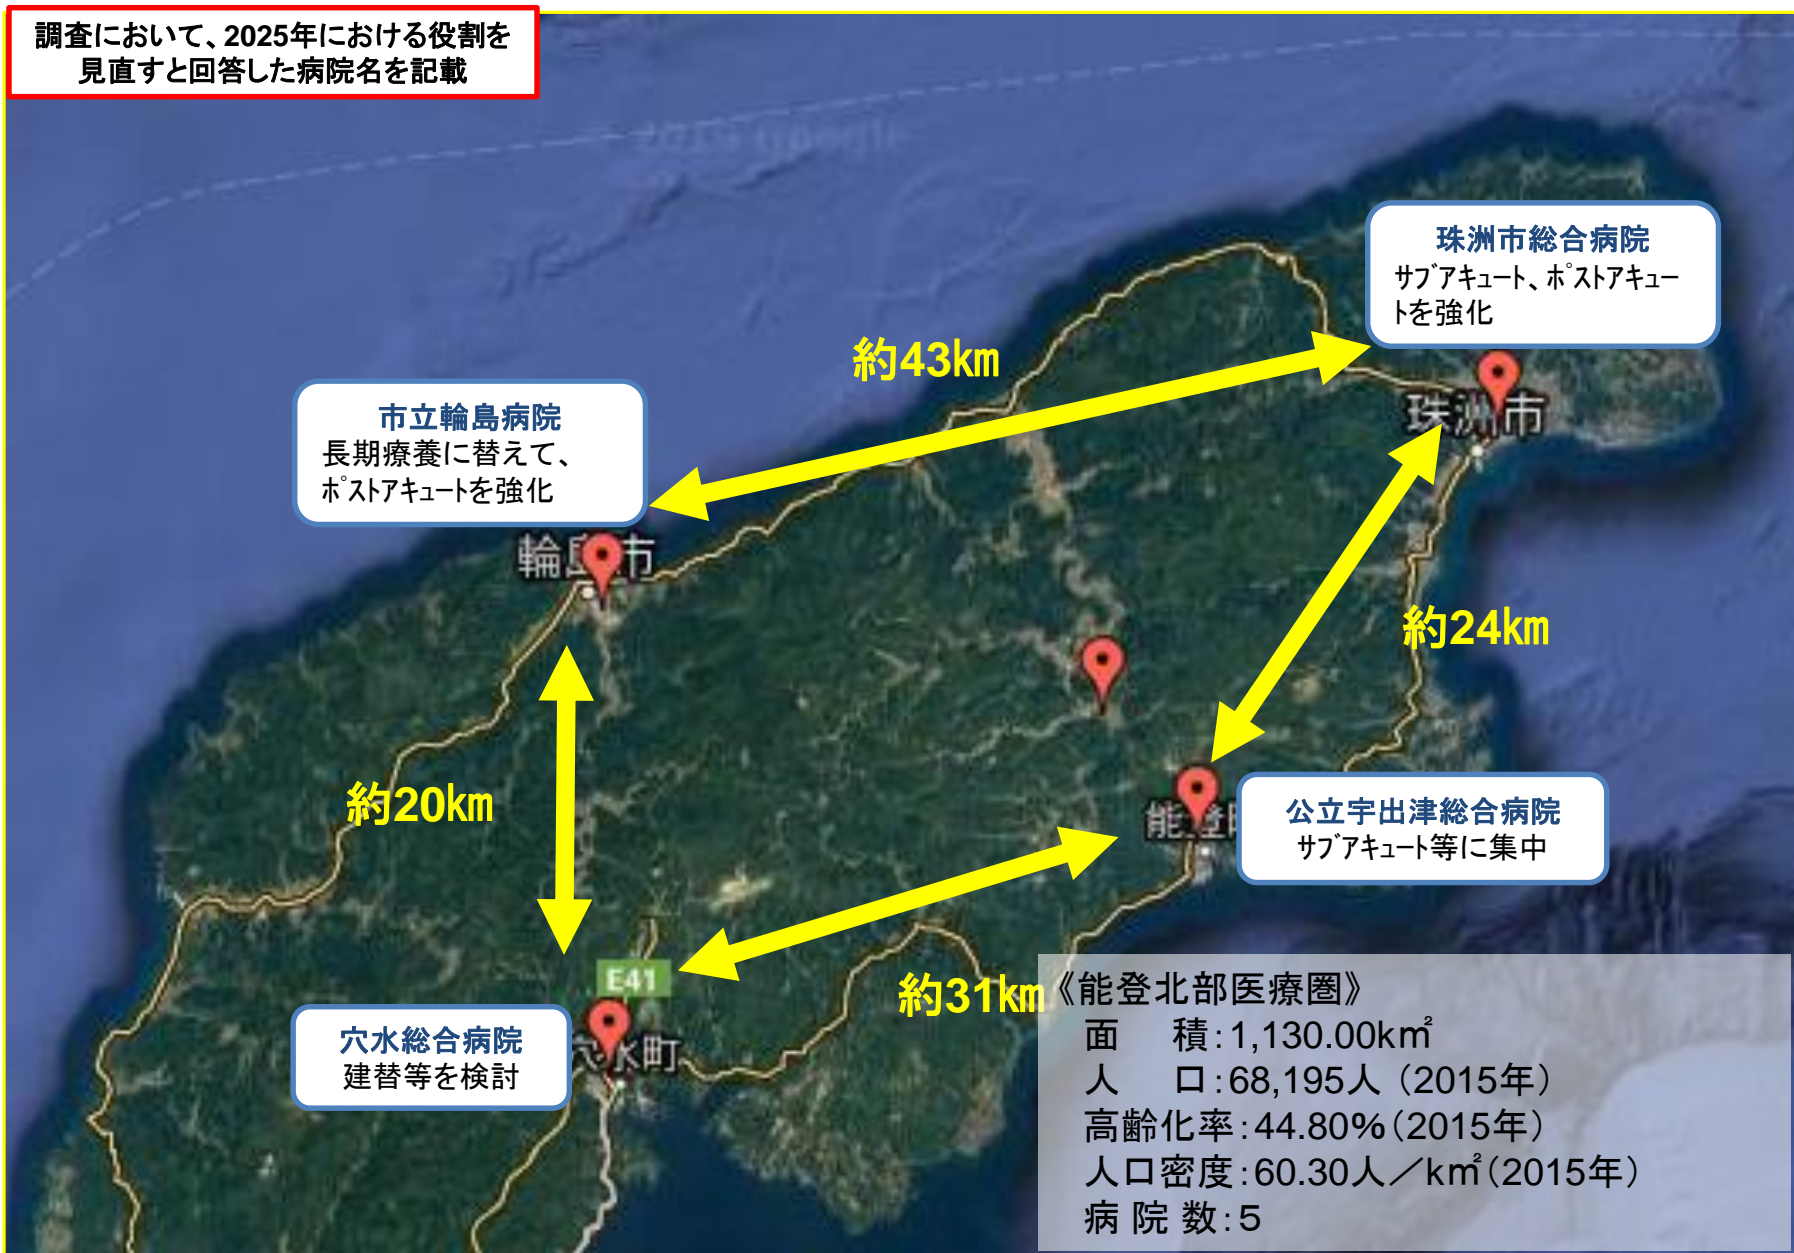 調査において、2025年における役割を
見直すと回答した病院名を記載
珠洲市総合病院
ｻﾌﾞｱｷｭｰﾄ、ﾎﾟｽﾄｱｷｭｰ
ﾄを強化
約43㎞
珠洲市
市立輪島病院
長期療養に替えて、
ﾎﾟｽﾄｱｷｭｰﾄを強化
輪島市
約24㎞
約20㎞
公立宇出津総合病院
ｻﾌﾞｱｷｭｰﾄ等に集中
能登
E41
約31㎞
穴水総合病院
建替等を検討
穴水町
《能登北部医療圏》
面　　積：1,130.00k㎡
人　　口：68,195人（2015年）
高齢化率：44.80%（2015年）
人口密度：60.30人／k㎡（2015年）
病 院 数：５